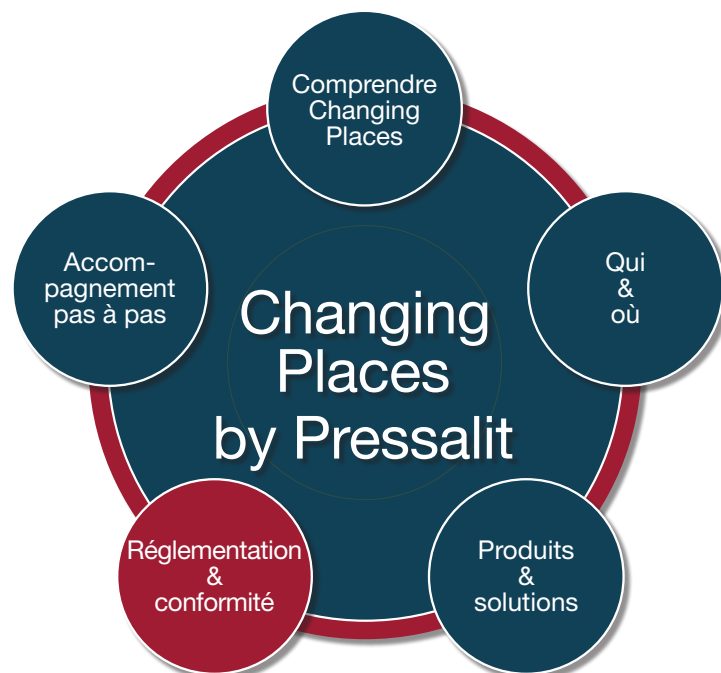 Comprendre
Changing
Places
Accom-
pagnement
pas à pas
Qui
&
où
Changing
Places
by Pressalit
Réglementation
&
conformité
Produits
&
solutions